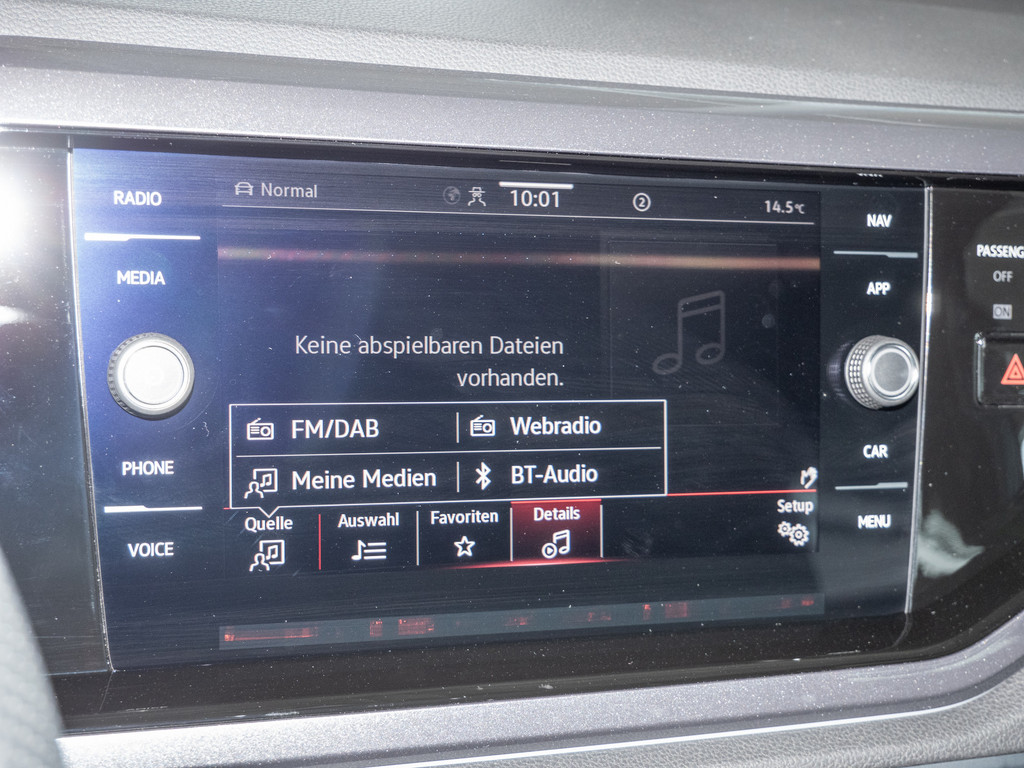 RADIO
MEDIA
PHONE
VOICE
Normal
10:01
2
14.5°C
Keine abspielbaren Dateien
vorhanden.
FM/DAB
Webradio
Meine Medien
BT-Audio
Quelle
Auswahl
Favoriten
Details
Setup
NAV
APP
CAR
MENU
PASSENG
OFF
ON